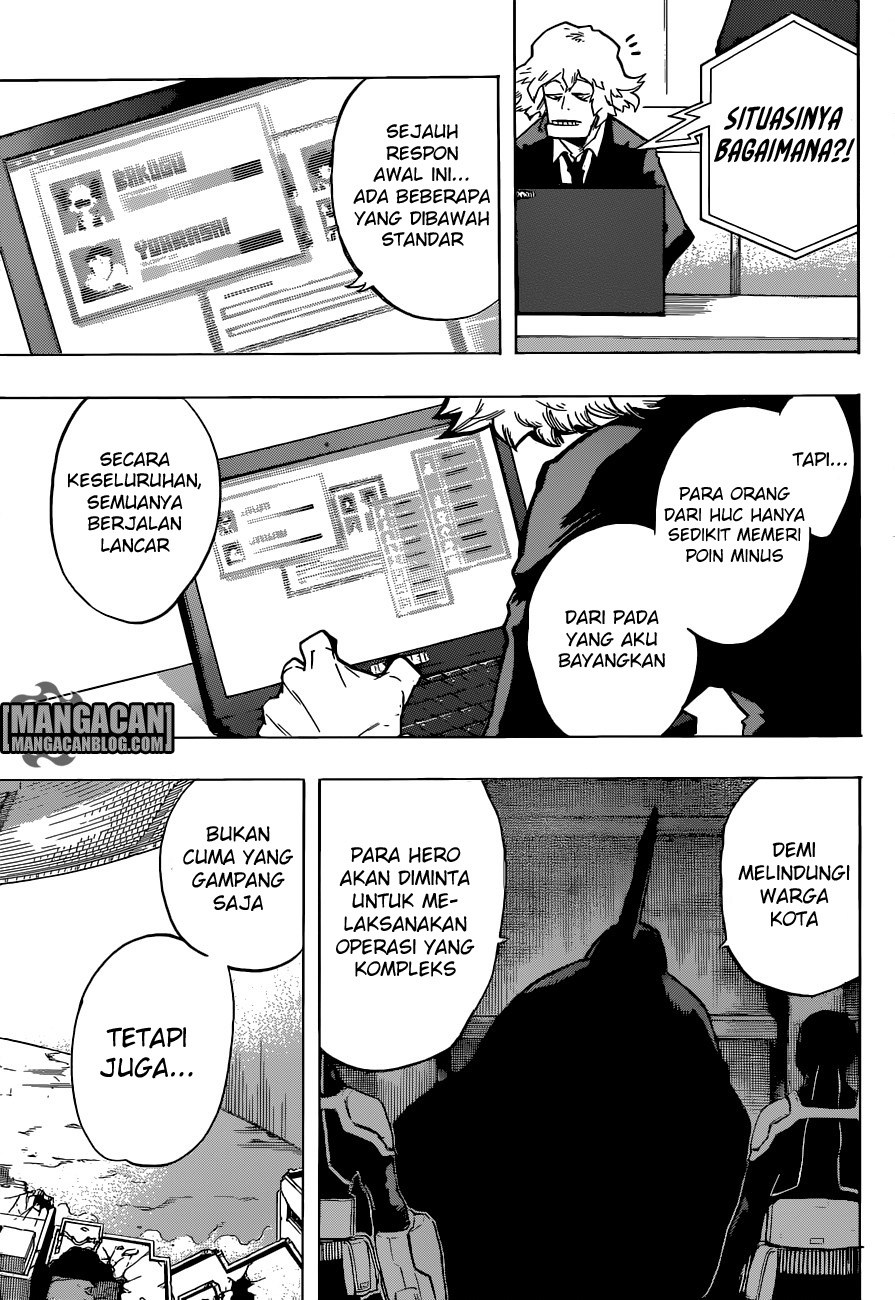 SITUASINYA
BAGAIMANA?!
SEJAUH
RESPON
AWAL INI...
ADA BEBERAPA
YANG DIBAWAH
STANDAR
BAKUGU
YOARASHI
TAPI...
PARA ORANG
DARI HUC HANYA
SEDIKIT MEMERI
POIN MINUS
DARI PADA
YANG AKU
BAYANGKAN
SECARA
KESELURUHAN,
SEMUANYA
BERJALAN
LANCAR
MANGACAN
MANGACANBLOG.COM
DEMI
MELINDUNGI
WARGA
KOTA
PARA HERO
AKAN DIMINTA
UNTUK ME-
LAKSANAKAN
OPERASI YANG
KOMPLEKS
BUKAN
CUMA YANG
GAMPANG
SAJA
TETAPI
JUGA...